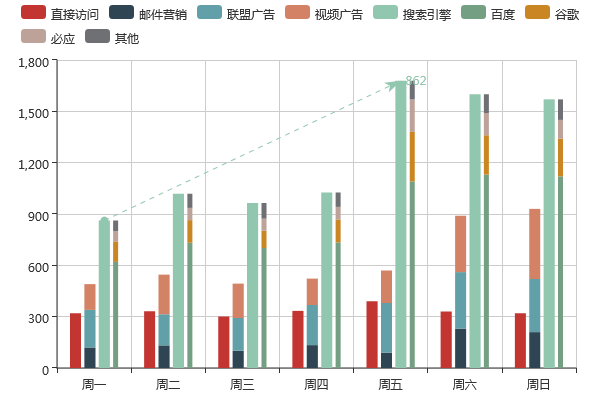 直接访问 邮件营销 联盟广告 视频广告 搜索引擎 百度 谷歌
必应 其他
1,800
862
1,500
1,200
900
600
300
0
周一 周二 周三 周四 周五 周六 周日